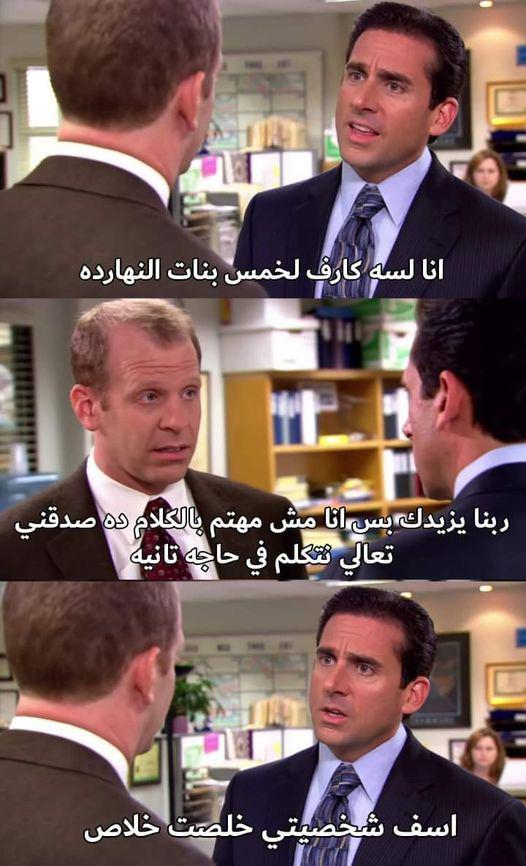 انا لسه كارف لخمس بنات النهارده
ربنا يزيدك بس انا مش مهتم بالكلام ده صدقني
تعالي نتكلم في حاجه تانيه
اسف شخصيتي خلصت خلاص